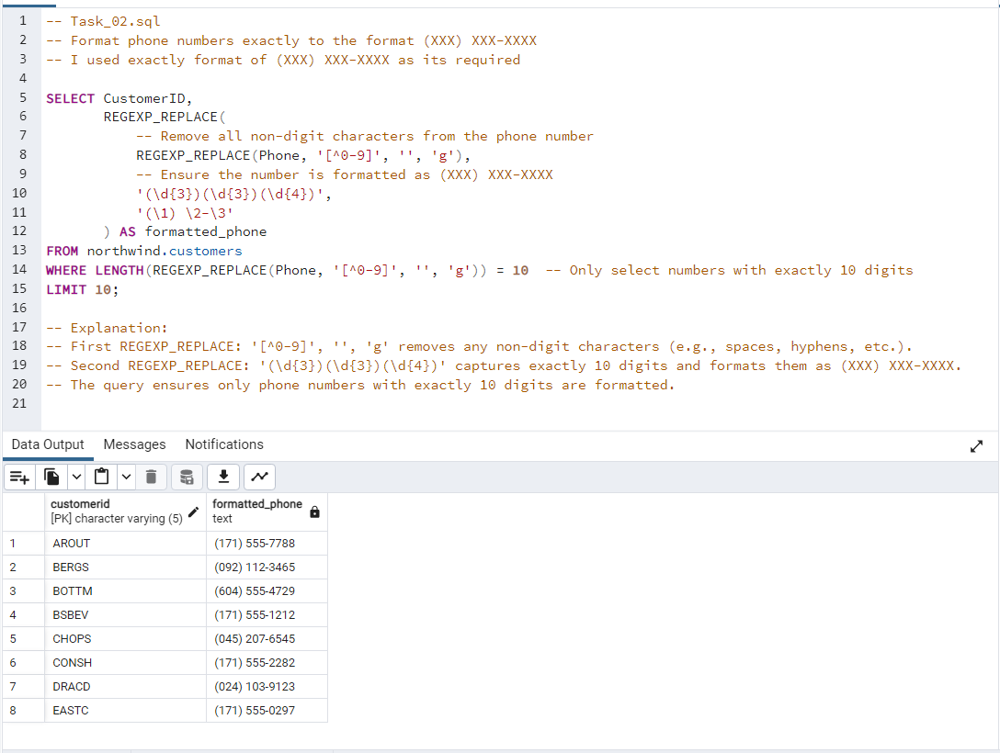 1 -- Task_02.sql
2 -- Format phone numbers exactly to the format (XXX) XXX-XXXX
3 -- I used exactly format of (XXX) XXX-XXXX as its required
4
5 SELECT CustomerID,
6 REGEXP_REPLACE(
7 -- Remove all non-digit characters from the phone number
8 REGEXP_REPLACE(Phone, '[^0-9]', '', 'g'),
9 -- Ensure the number is formatted as (XXX) XXX-XXXX
10 '(\d{3})(\d{3})(\d{4})',
11 '(\1) \2-\3'
12 ) AS formatted_phone
13 FROM northwind.customers
14 WHERE LENGTH(REGEXP_REPLACE(Phone, '[^0-9]', '', 'g')) = 10 -- Only select numbers with exactly 10 digits
15 LIMIT 10;
16
17 -- Explanation:
18 -- First REGEXP_REPLACE: '[^0-9]', '', 'g' removes any non-digit characters (e.g., spaces, hyphens, etc.).
19 -- Second REGEXP_REPLACE: '(\d{3})(\d{3})(\d{4})' captures exactly 10 digits and formats them as (XXX) XXX-XXXX.
20 -- The query ensures only phone numbers with exactly 10 digits are formatted.
21
Data Output Messages Notifications
customerid formatted_phone
[PK] character varying (5) text
1 AROUT (171) 555-7788
2 BERGS (092) 112-3465
3 BOTTM (604) 555-4729
4 BSBEV (171) 555-1212
5 CHOPS (045) 207-6545
6 CONSH (171) 555-2282
7 DRACD (024) 103-9123
8 EASTC (171) 555-0297